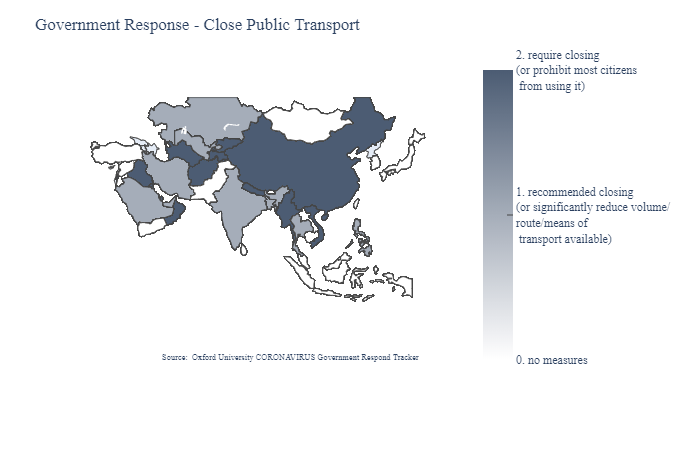 Government Response - Close Public Transport
2. require closing
(or prohibit most citizens
from using it)
1. recommended closing
(or significantly reduce volume/
route/means of
transport available)
0. no measures
Source: Oxford University CORONAVIRUS Government Respond Tracker